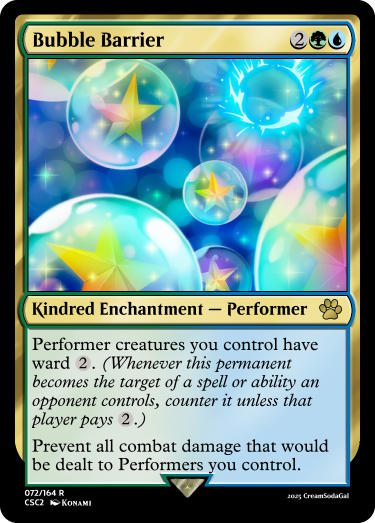 Bubble Barrier 2
Kindred Enchantment — Performer
Performer creatures you control have
ward 2. (Whenever this permanent
becomes the target of a spell or ability an
opponent controls, counter it unless that
player pays 2.)
Prevent all combat damage that would
be dealt to Performers you control.
072/164 R
CSC2 Konami
2025 CreamSodaGal